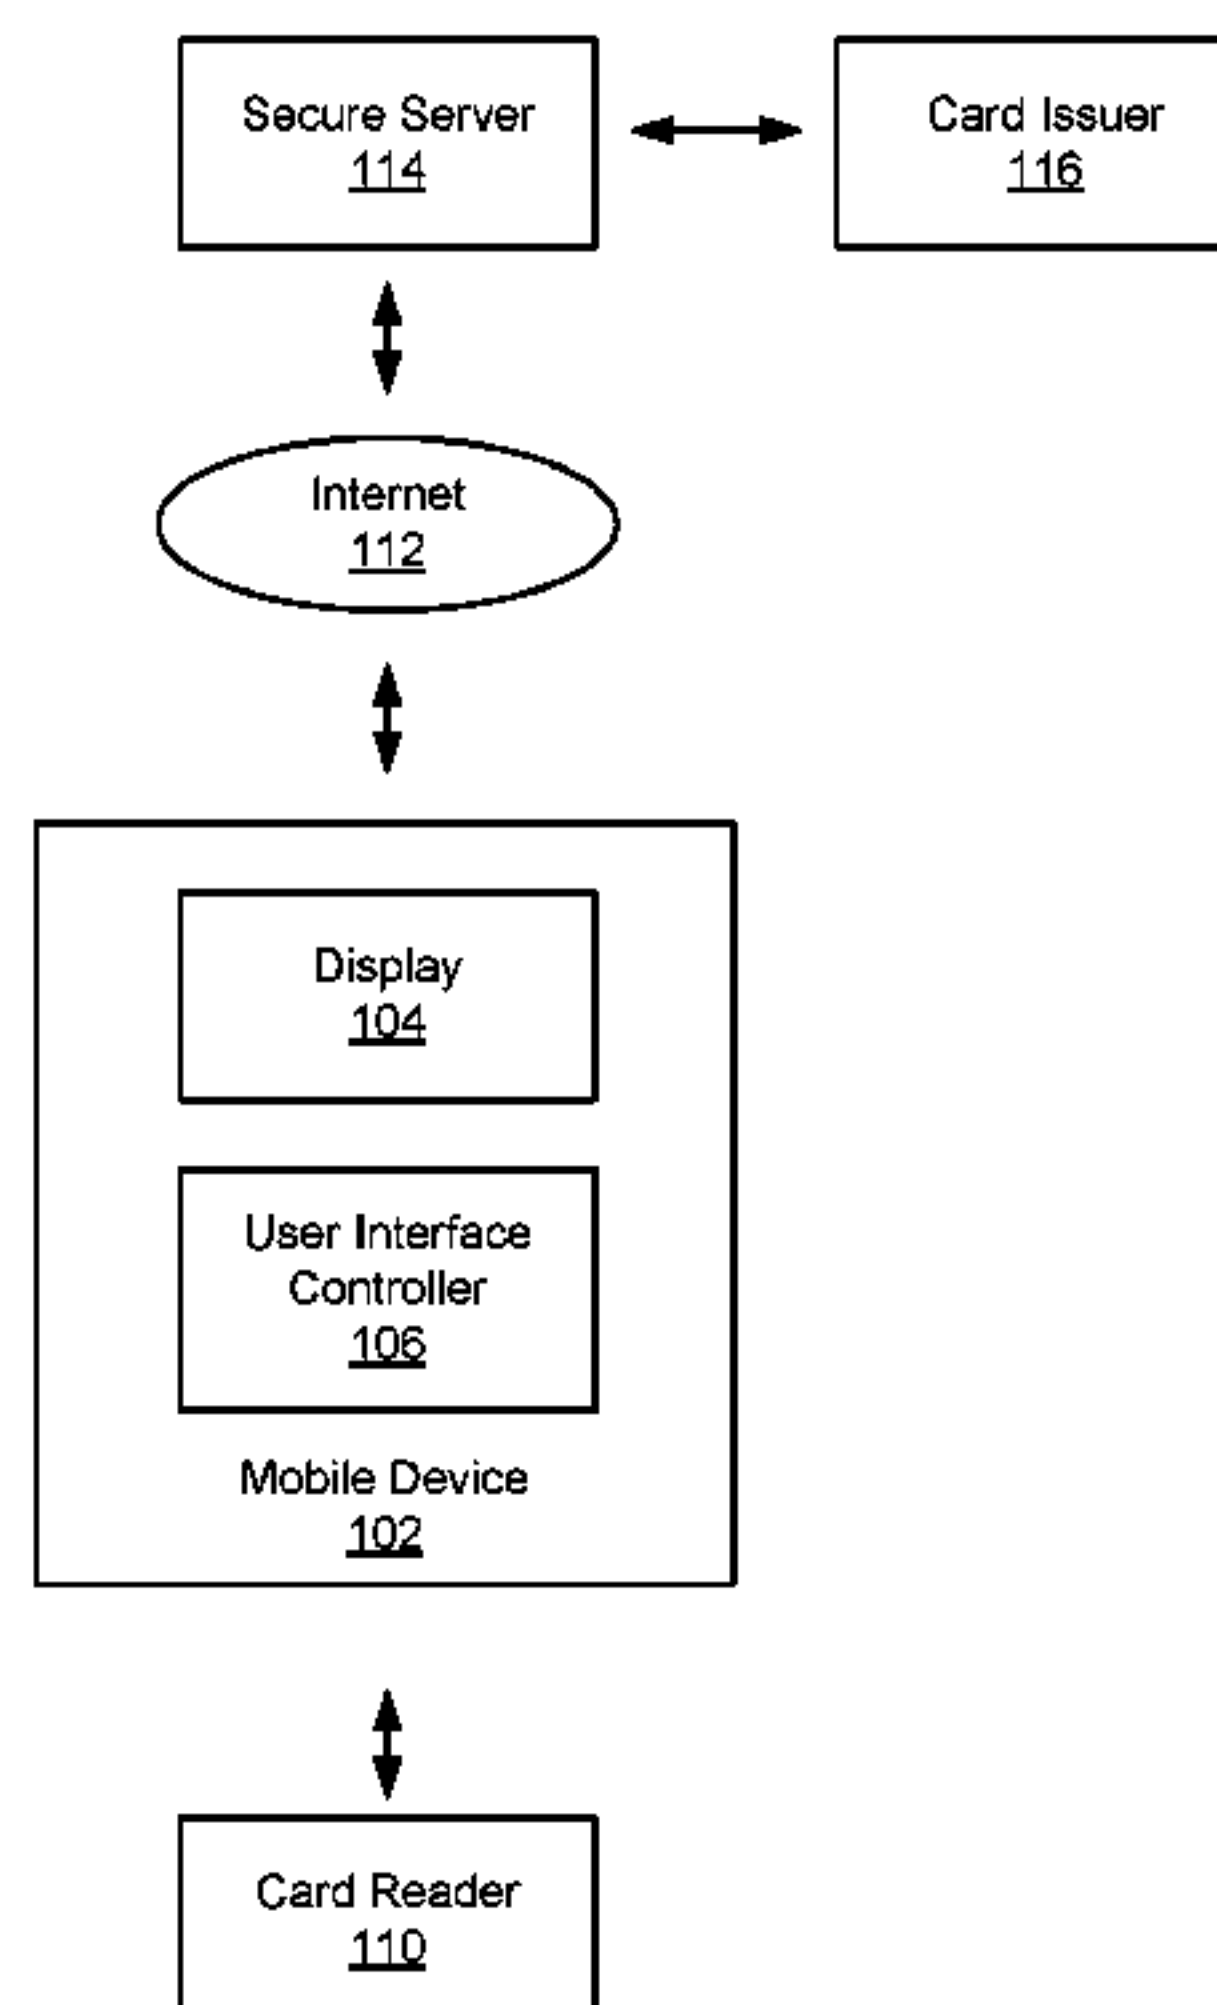 Secure Server
114
Card Issuer
116
Internet
112
Display
104
User Interface
Controller
106
Mobile Device
102
Card Reader
110